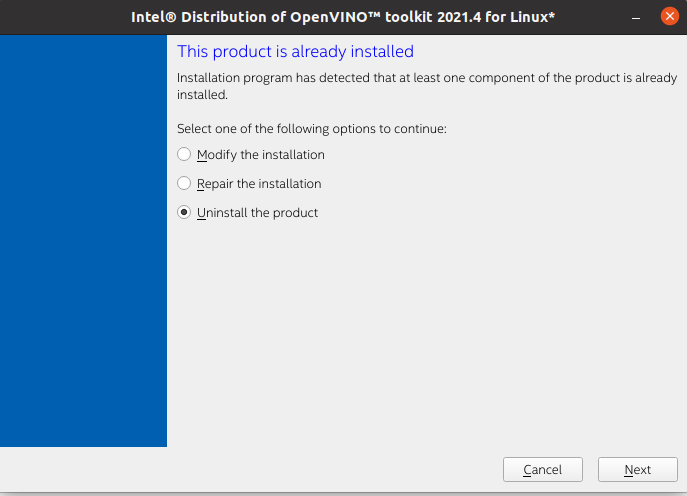 Intel® Distribution of OpenVINO™ toolkit 2021.4 for Linux*
This product is already installed
Installation program has detected that at least one component of the product is already
installed.
Select one of the following options to continue:
Modify the installation
Repair the installation
Uninstall the product
Cancel
Next